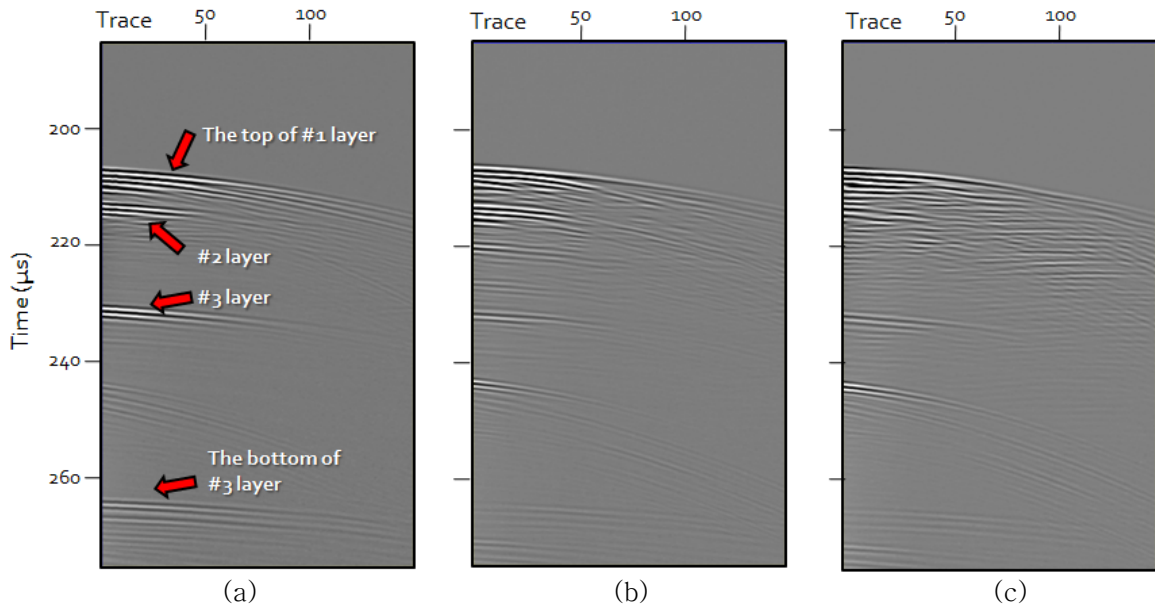 Trace 50 100
Trace 50 100
Trace 50 100
Time (µs)
200
220
240
260
The top of #1 layer
#2 layer
#3 layer
The bottom of
#3 layer
(a)
(b)
(c)